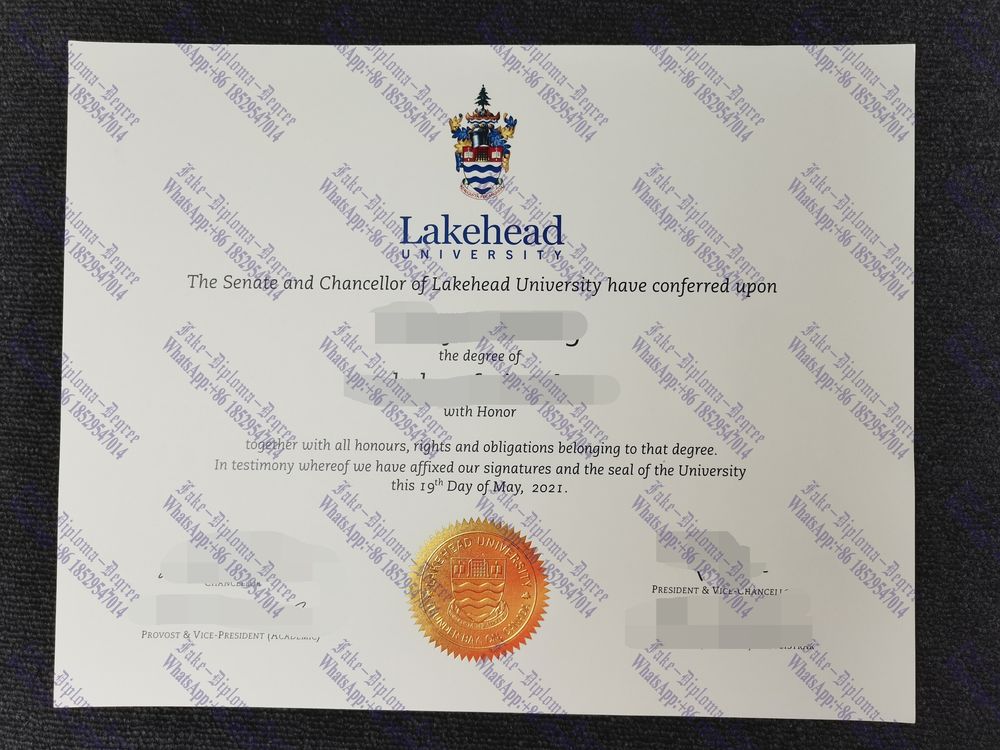 Lakehead
UNIVERSITY
The Senate and Chancellor of Lakehead University have conferred upon
the degree of
with Honor
together with all honours, rights and obligations belonging to that degree.
In testimony whereof we have affixed our signatures and the seal of the University
this 19th Day of May, 2021.
LAKEHEAD UNIVERSITY
CHANCELLOR
PRESIDENT & VICE-CHANCELL
PROVOST & VICE-PRESIDENT (ACADEMIC)
Fake-Diploma-Degree
WhatsApp:+86 18529547014